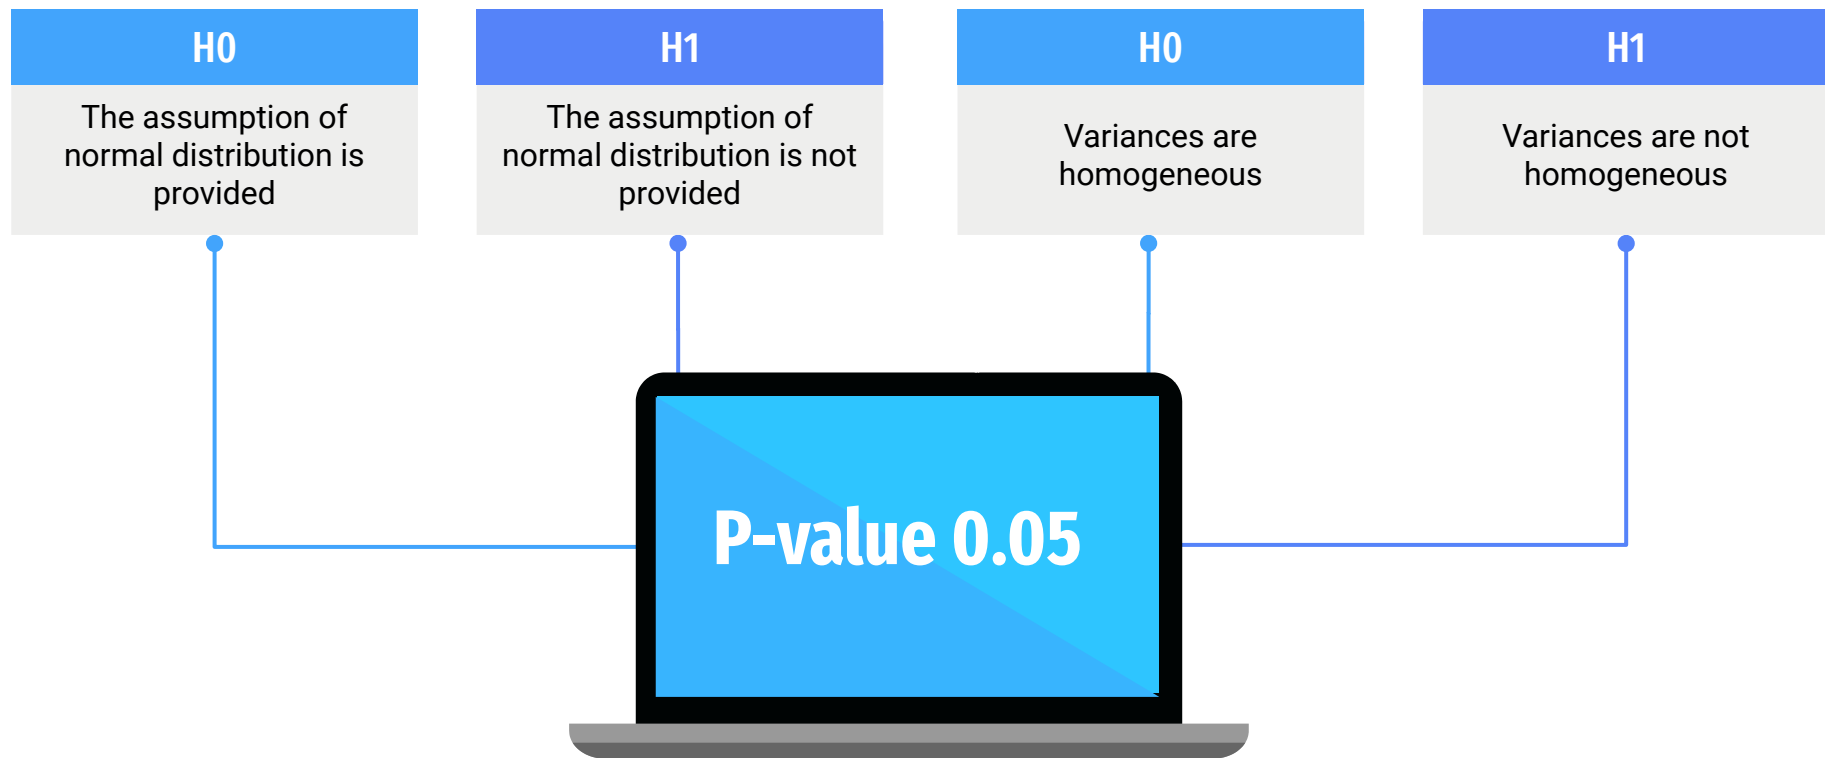 H0
The assumption of
normal distribution is
provided
H1
The assumption of
normal distribution is not
provided
H0
Variances are
homogeneous
H1
Variances are not
homogeneous
P-value 0.05